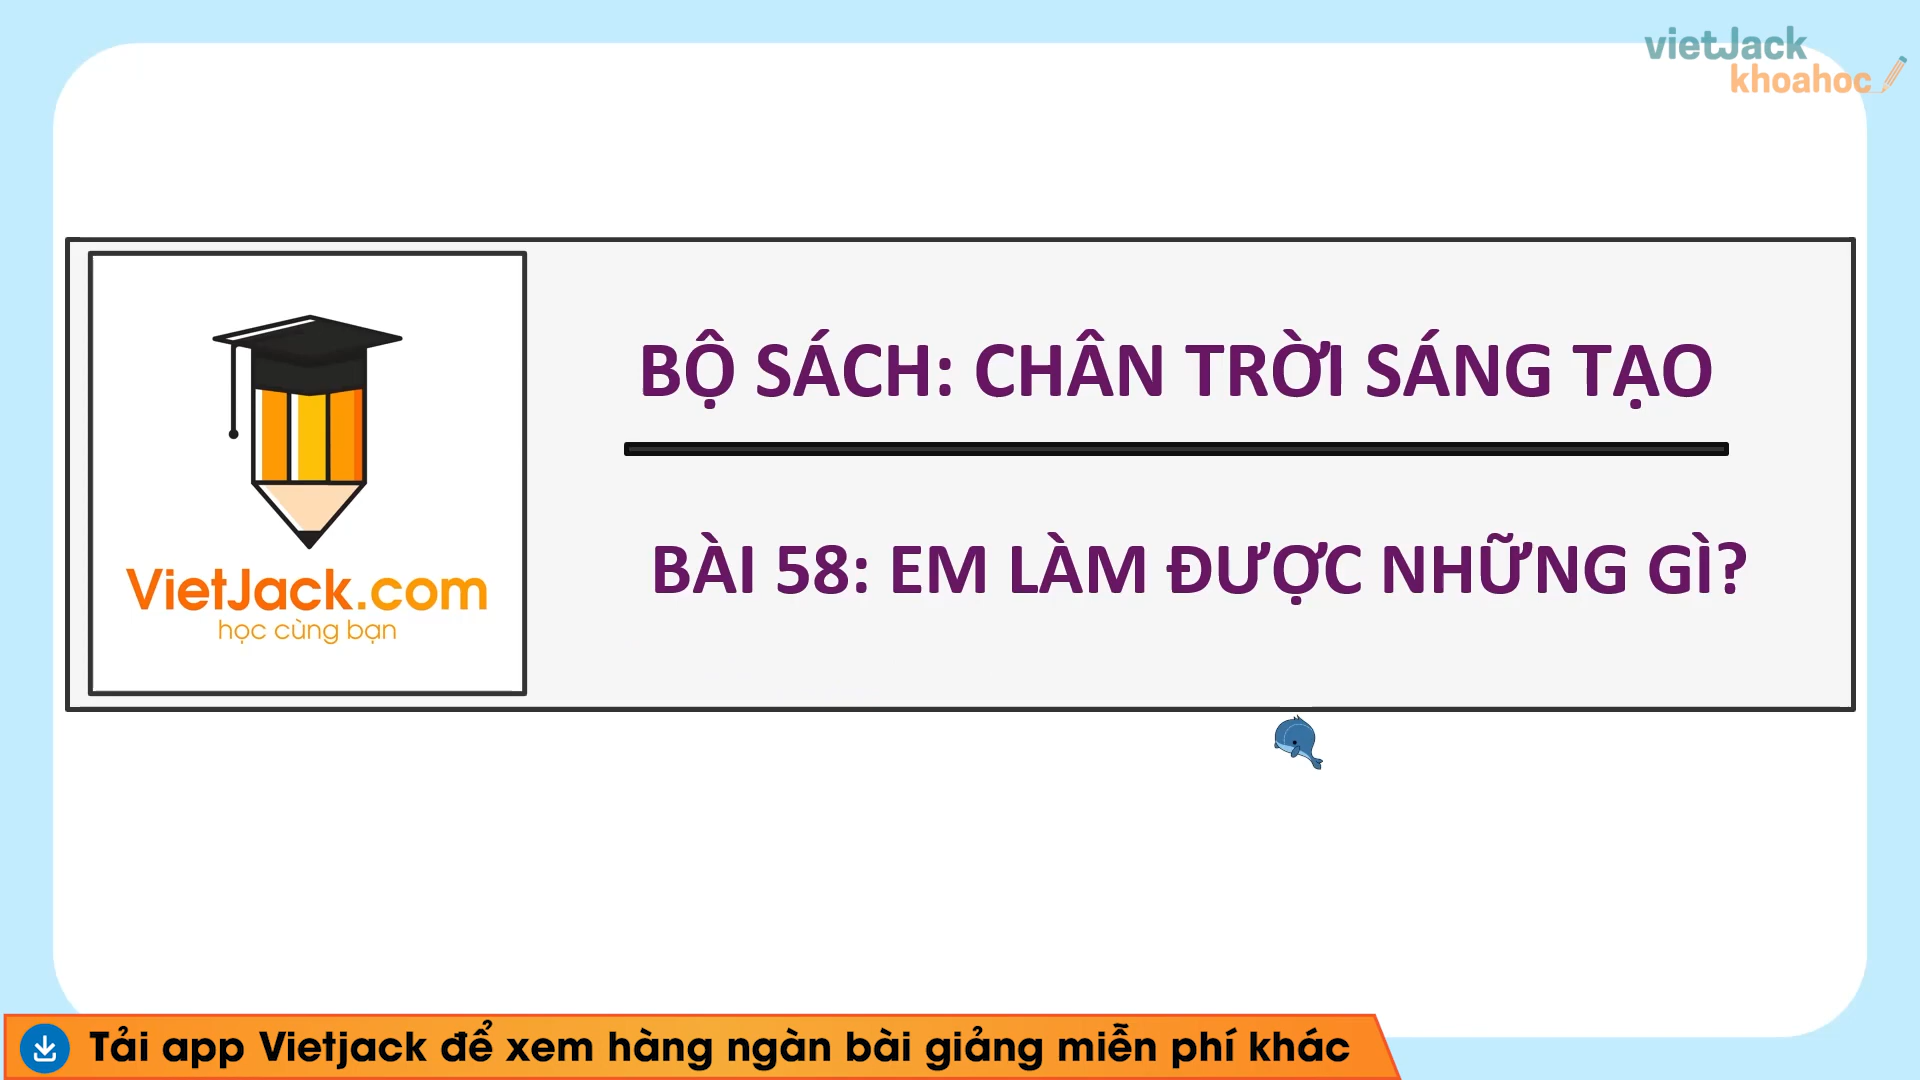 vietJack
khoahoc
BỘ SÁCH: CHÂN TRỜI SÁNG TẠO
BÀI 58: EM LÀM ĐƯỢC NHỮNG GÌ?
VietJack.com
học cùng bạn
Tải app Vietjack để xem hàng ngàn bài giảng miễn phí khác